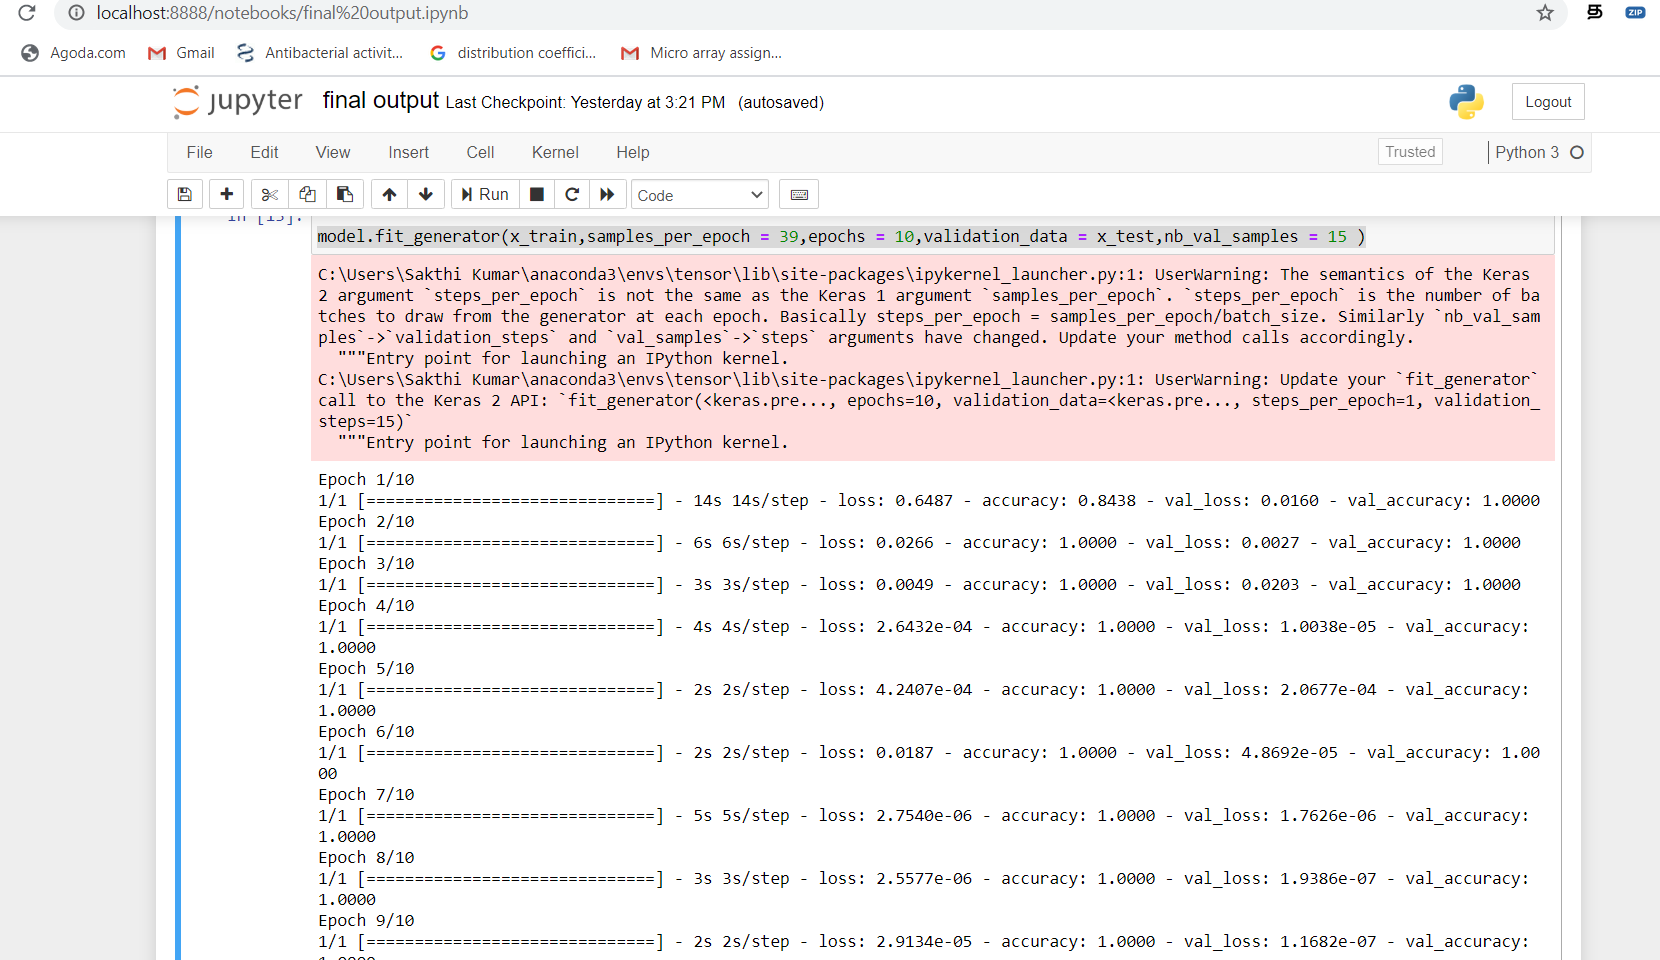 localhost:8888/notebooks/final%20output.ipynb
ZIP
Agoda.com Gmail Antibacterial activit... distribution coeffici... Micro array assign...
jupyter final output Last Checkpoint: Yesterday at 3:21 PM (autosaved) Logout
File Edit View Insert Cell Kernel Help Trusted Python 3
Run Code
In [15]:
model.fit_generator(x_train,samples_per_epoch = 39,epochs = 10,validation_data = x_test,nb_val_samples = 15 )
C:\Users\Sakthi Kumar\anaconda3\envs\tensor\lib\site-packages\ipykernel_launcher.py:1: UserWarning: The semantics of the Keras
2 argument `steps_per_epoch` is not the same as the Keras 1 argument `samples_per_epoch`. `steps_per_epoch` is the number of ba
tches to draw from the generator at each epoch. Basically steps_per_epoch = samples_per_epoch/batch_size. Similarly `nb_val_sam
ples`->`validation_steps` and `val_samples`->`steps` arguments have changed. Update your method calls accordingly.
"""Entry point for launching an IPython kernel.
C:\Users\Sakthi Kumar\anaconda3\envs\tensor\lib\site-packages\ipykernel_launcher.py:1: UserWarning: Update your `fit_generator`
call to the Keras 2 API: `fit_generator(<keras.pre..., epochs=10, validation_data=<keras.pre..., steps_per_epoch=1, validation_
steps=15)`
"""Entry point for launching an IPython kernel.
Epoch 1/10
1/1 [==============================] - 14s 14s/step - loss: 0.6487 - accuracy: 0.8438 - val_loss: 0.0160 - val_accuracy: 1.0000
Epoch 2/10
1/1 [==============================] - 6s 6s/step - loss: 0.0266 - accuracy: 1.0000 - val_loss: 0.0027 - val_accuracy: 1.0000
Epoch 3/10
1/1 [==============================] - 3s 3s/step - loss: 0.0049 - accuracy: 1.0000 - val_loss: 0.0203 - val_accuracy: 1.0000
Epoch 4/10
1/1 [==============================] - 4s 4s/step - loss: 2.6432e-04 - accuracy: 1.0000 - val_loss: 1.0038e-05 - val_accuracy:
1.0000
Epoch 5/10
1/1 [==============================] - 2s 2s/step - loss: 4.2407e-04 - accuracy: 1.0000 - val_loss: 2.0677e-04 - val_accuracy:
1.0000
Epoch 6/10
1/1 [==============================] - 2s 2s/step - loss: 0.0187 - accuracy: 1.0000 - val_loss: 4.8692e-05 - val_accuracy: 1.00
00
Epoch 7/10
1/1 [==============================] - 5s 5s/step - loss: 2.7540e-06 - accuracy: 1.0000 - val_loss: 1.7626e-06 - val_accuracy:
1.0000
Epoch 8/10
1/1 [==============================] - 3s 3s/step - loss: 2.5577e-06 - accuracy: 1.0000 - val_loss: 1.9386e-07 - val_accuracy:
1.0000
Epoch 9/10
1/1 [==============================] - 2s 2s/step - loss: 2.9134e-05 - accuracy: 1.0000 - val_loss: 1.1682e-07 - val_accuracy:
1.0000